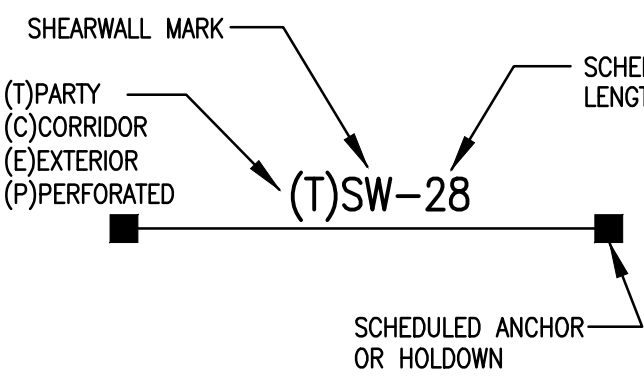 SHEARWALL MARK
(T)PARTY
(C)CORRIDOR
(E)EXTERIOR
(P)PERFORATED
(T)SW-28
SCHEDULED ANCHOR
OR HOLDOWN